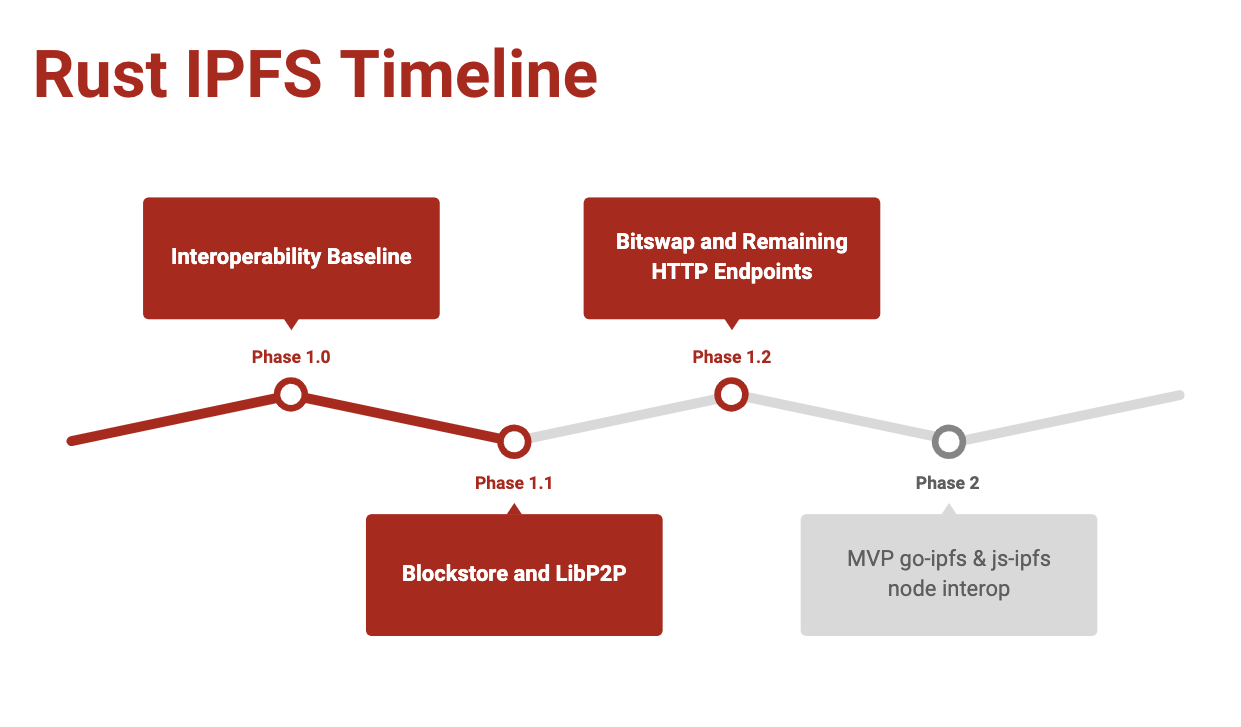 Rust IPFS Timeline
Interoperability Baseline
Bitswap and Remaining
HTTP Endpoints
Phase 1.0
Phase 1.2
Phase 1.1
Phase 2
Blockstore and LibP2P
MVP go-ipfs & js-ipfs
node interop